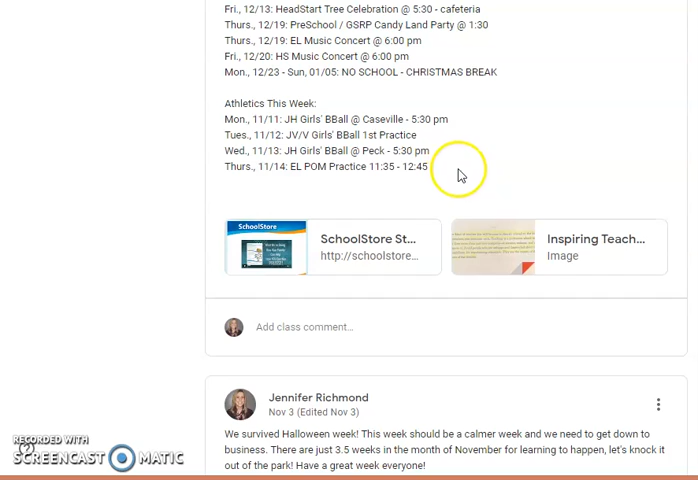 Fri., 12/13: HeadStart Tree Celebration @ 5:30 - cafeteria
Thurs., 12/19: PreSchool / GSRP Candy Land Party @ 1:30
Thurs., 12/19: EL Music Concert @ 6:00 pm
Fri., 12/20: HS Music Concert @ 6:00 pm
Mon., 12/23 - Sun, 01/05: NO SCHOOL - CHRISTMAS BREAK
Athletics This Week:
Mon., 11/11: JH Girls' BBall @ Caseville - 5:30 pm
Tues., 11/12: JV/V Girls' BBall 1st Practice
Wed., 11/13: JH Girls' BBall @ Peck - 5:30 pm
Thurs., 11/14: EL POM Practice 11:35 - 12:45
SchoolStore
SchoolStore St...
http://schoolstore...
Inspiring Teach...
Image
Add class comment...
Jennifer Richmond
Nov 3 (Edited Nov 3)
We survived Halloween week! This week should be a calmer week and we need to get down to
business. There are just 3.5 weeks in the month of November for learning to happen, let's knock it
out of the park! Have a great week everyone!
RECORDED WITH
SCREENCAST MATIC